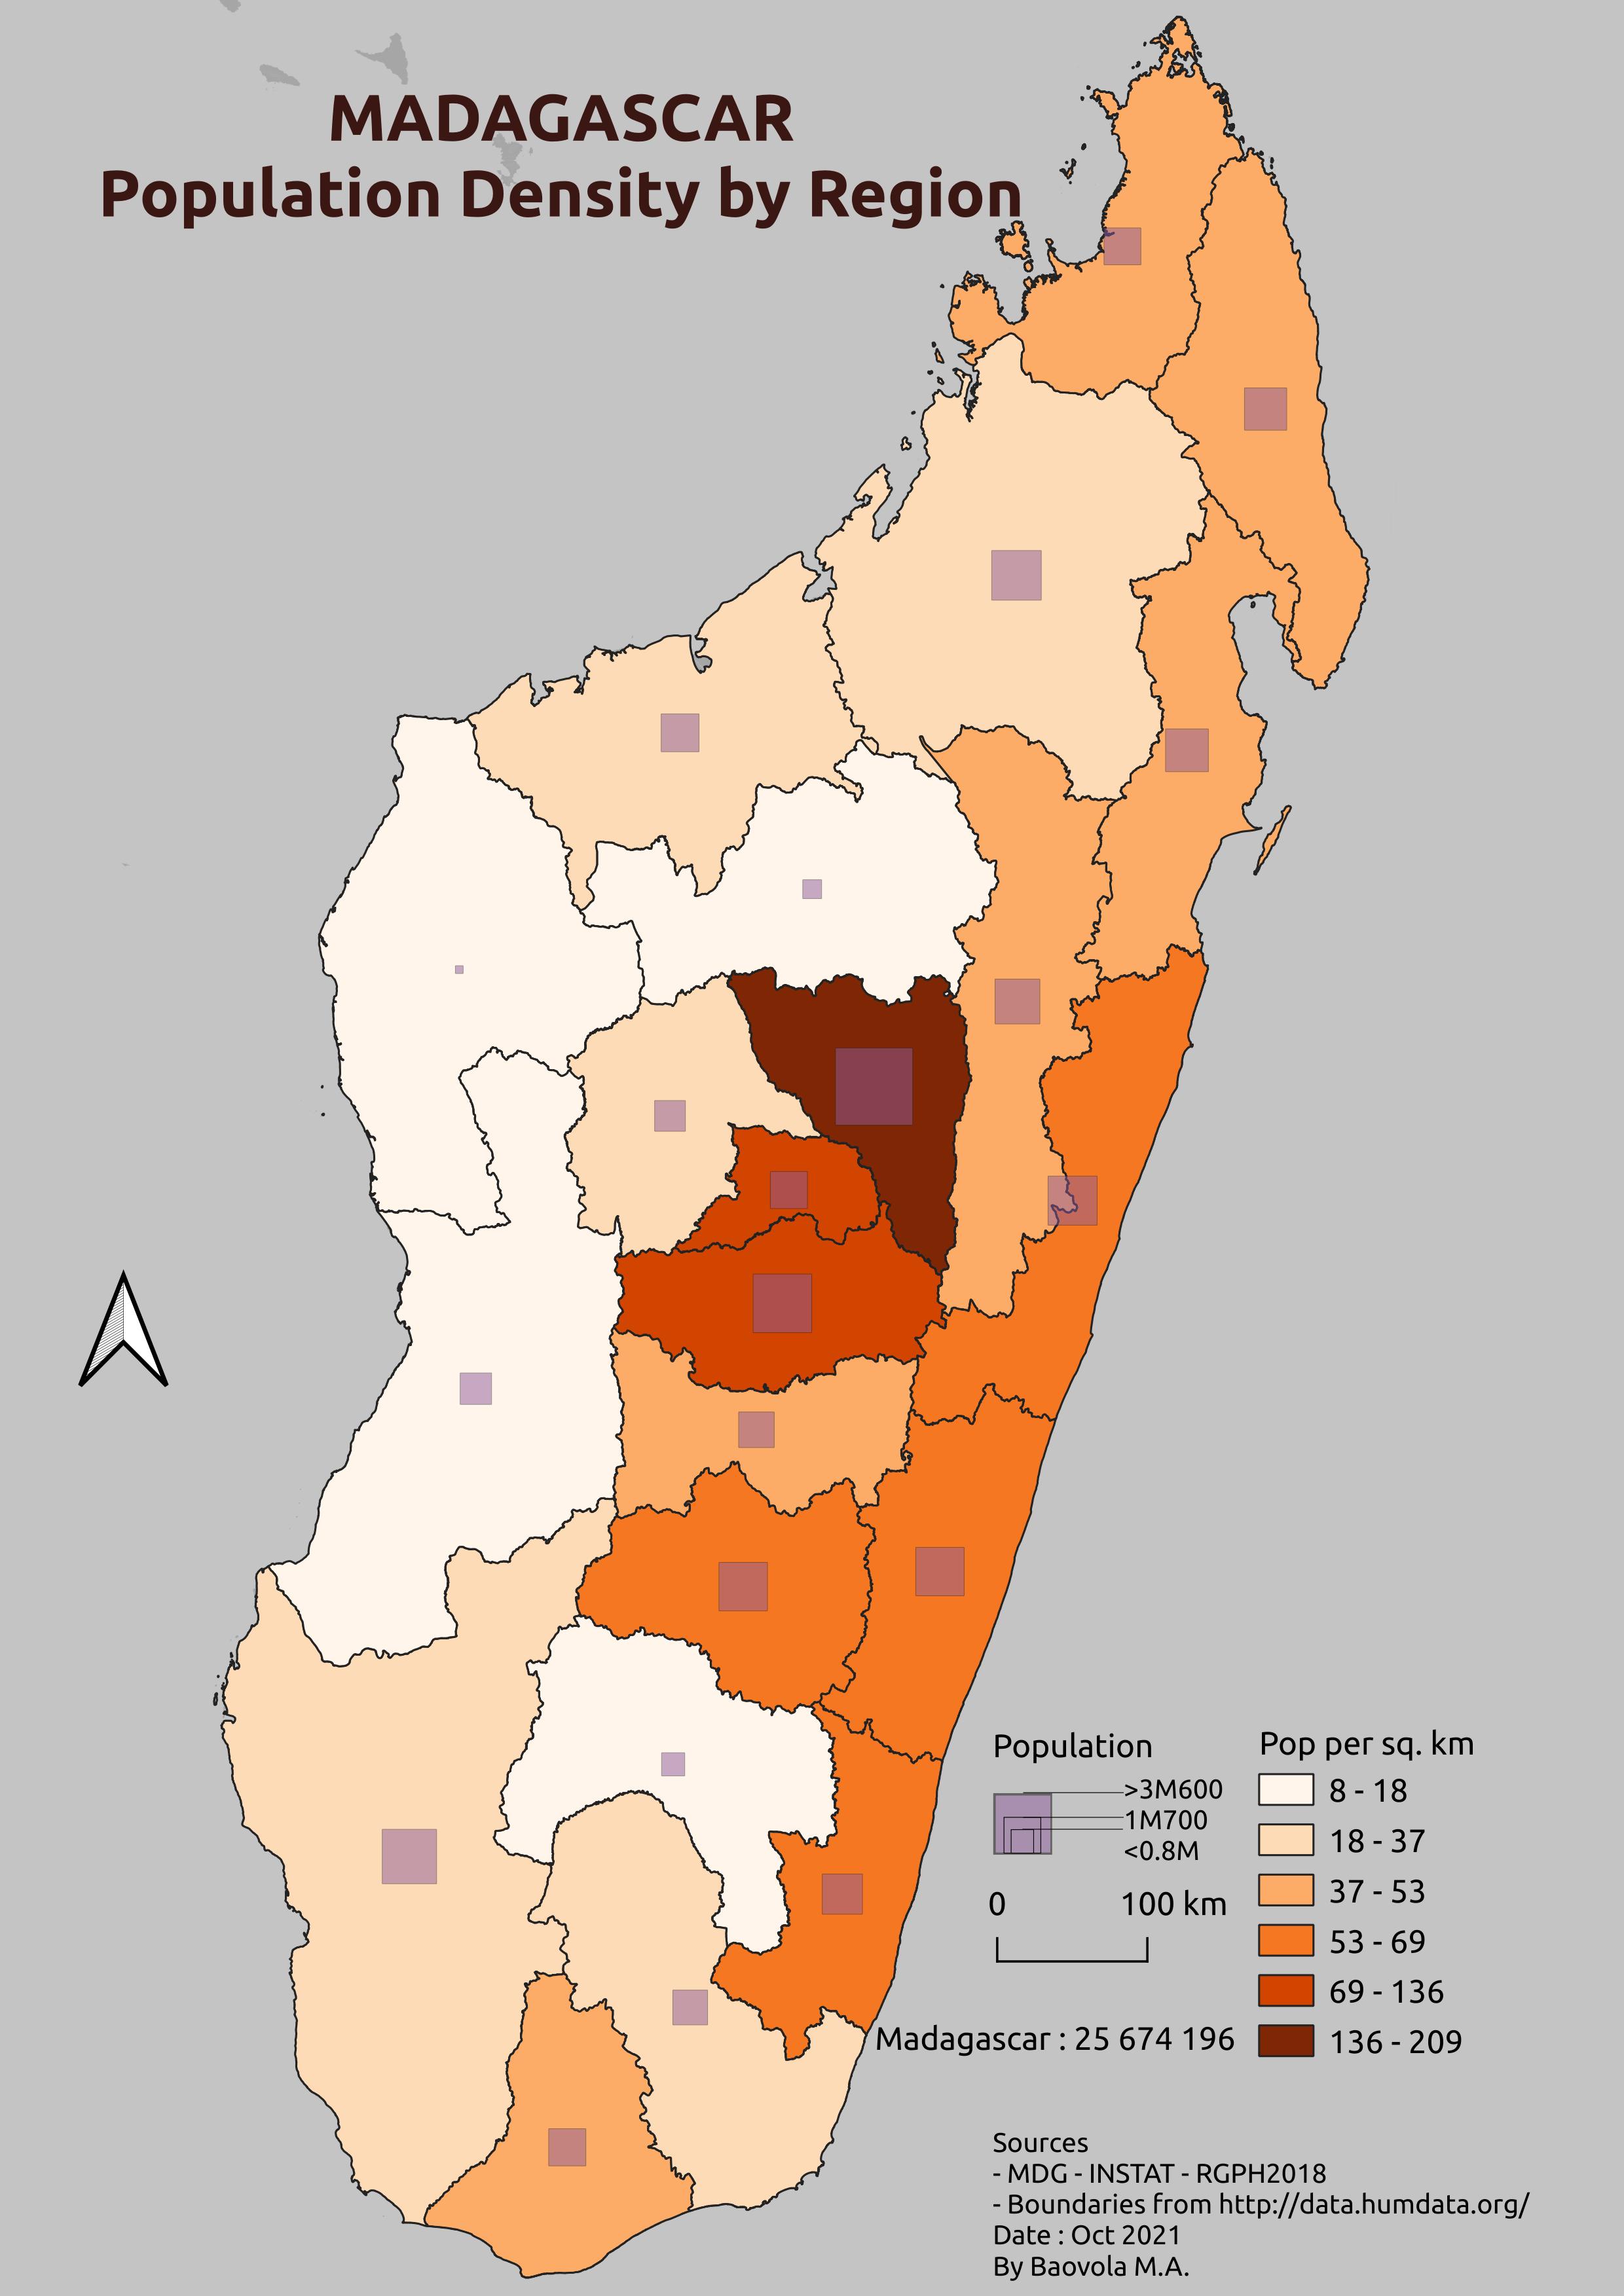 MADAGASCAR
Population Density by Region
Population
>3M600
1M700
<0.8M
0 100 km
Pop per sq. km
8 - 18
18 - 37
37 - 53
53 - 69
69 - 136
136 - 209
Madagascar : 25 674 196
Sources
- MDG - INSTAT - RGPH2018
- Boundaries from http://data.humdata.org/
Date : Oct 2021
By Baovola M.A.